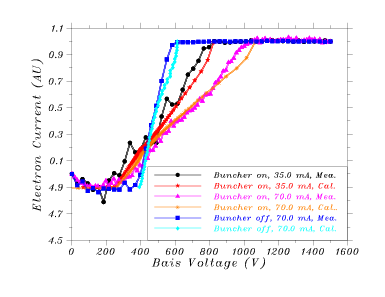 1.1
0.9
0.7
0.5
0.3
0.1
4.9
4.7
4.5
Electron Current (AU)
Buncher on, 35.0 mA, Mea.
Buncher on, 35.0 mA, Cal.
Buncher on, 70.0 mA, Mea.
Buncher on, 70.0 mA, Cal.
Buncher off, 70.0 mA, Mea.
Buncher off, 70.0 mA, Cal.
0 200 400 600 800 1000 1200 1400 1600
Bais Voltage (V)